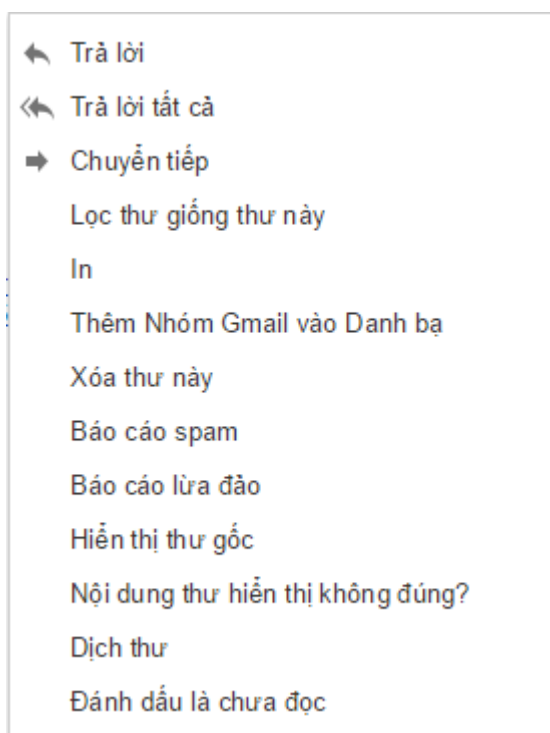 Trả lời
Trả lời tất cả
Chuyển tiếp
Lọc thư giống thư này
In
Thêm Nhóm Gmail vào Danh bạ
Xóa thư này
Báo cáo spam
Báo cáo lừa đảo
Hiển thị thư gốc
Nội dung thư hiển thị không đúng?
Dịch thư
Đánh dấu là chưa đọc